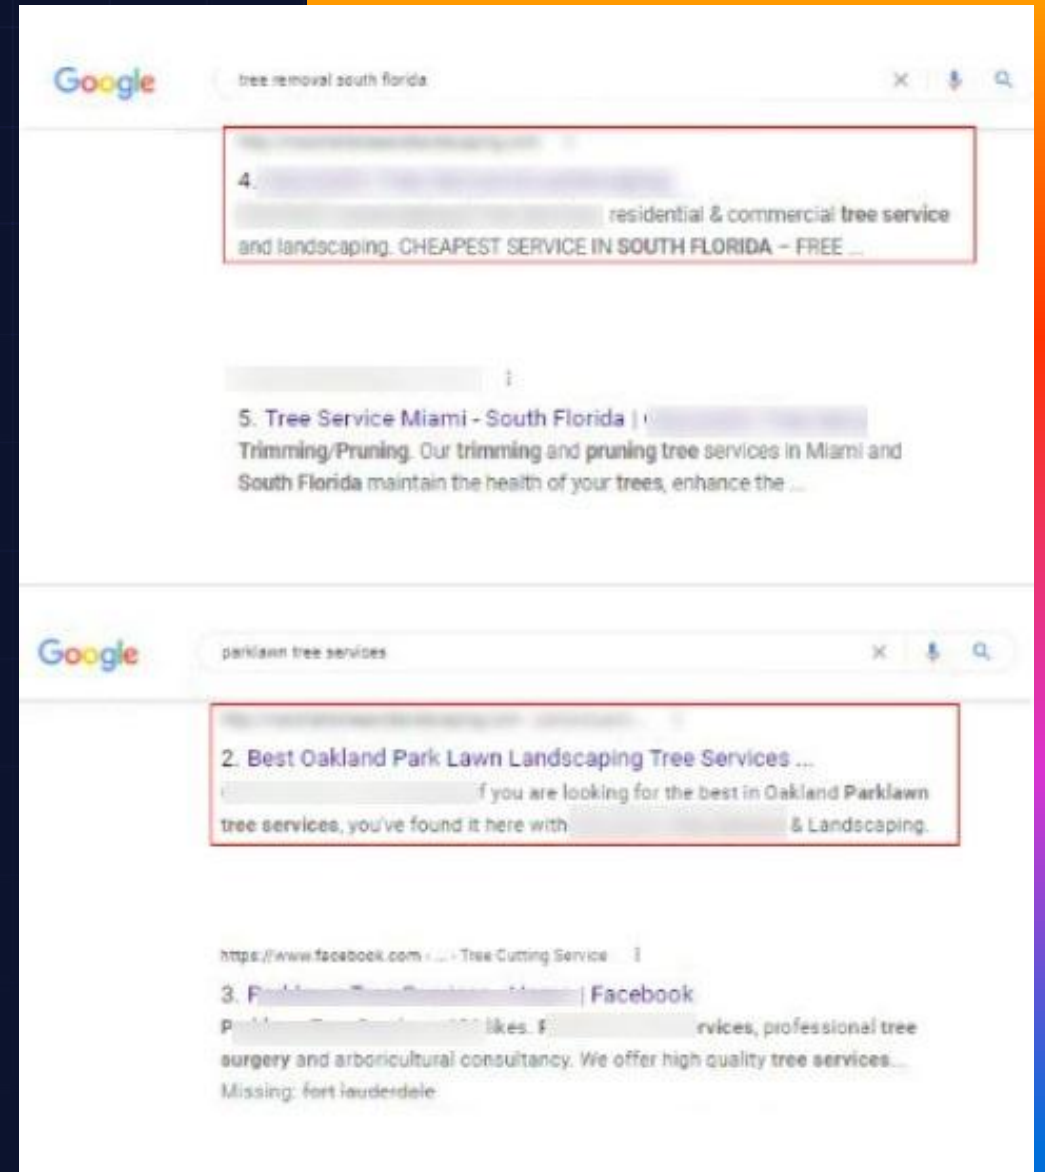 Google
tree removal south florida
4.
residential & commercial tree service
and landscaping. CHEAPEST SERVICE IN SOUTH FLORIDA – FREE ...
5. Tree Service Miami - South Florida |
Trimming/Pruning. Our trimming and pruning tree services in Miami and
South Florida maintain the health of your trees, enhance the ...
Google
parklawn tree services
2. Best Oakland Park Lawn Landscaping Tree Services ...
f you are looking for the best in Oakland Parklawn
tree services, you've found it here with & Landscaping.
https://www.facebook.com › ... › Tree Cutting Service
3. | Facebook
likes. rvices, professional tree
surgery and arboricultural consultancy. We offer high quality tree services...
Missing: fort lauderdale